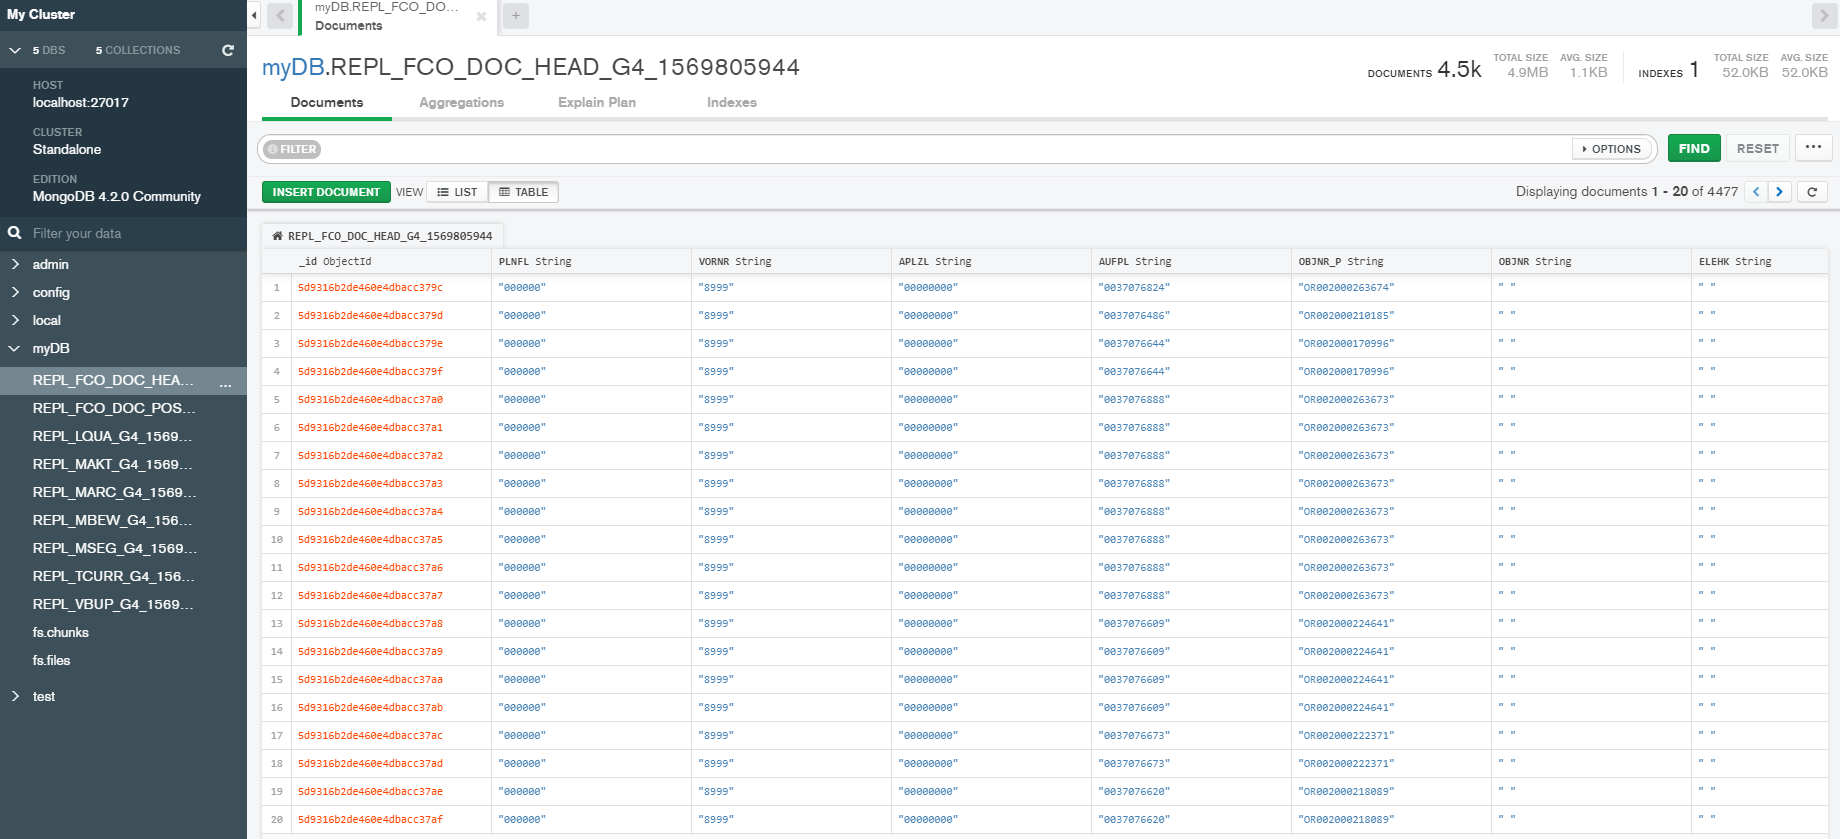 My Cluster
5 DBS 5 COLLECTIONS
HOST
localhost:27017
CLUSTER
Standalone
EDITION
MongoDB 4.2.0 Community
Filter your data
admin
config
local
myDB
REPL_FCO_DOC_HEA... ...
REPL_FCO_DOC_POS...
REPL_LQUA_G4_1569...
REPL_MAKT_G4_1569...
REPL_MARC_G4_1569...
REPL_MBEW_G4_156...
REPL_MSEG_G4_1569...
REPL_TCURR_G4_156...
REPL_VBUP_G4_1569...
fs.chunks
fs.files
test
myDB.REPL_FCO_DO...
Documents
myDB.REPL_FCO_DOC_HEAD_G4_1569805944
DOCUMENTS 4.5k TOTAL SIZE 4.9MB AVG. SIZE 1.1KB INDEXES 1 TOTAL SIZE 52.0KB AVG. SIZE 52.0KB
Documents Aggregations Explain Plan Indexes
FILTER OPTIONS FIND RESET ...
INSERT DOCUMENT VIEW LIST TABLE Displaying documents 1 - 20 of 4477
REPL_FCO_DOC_HEAD_G4_1569805944
_id ObjectId PLNFL String VORNR String APLZL String AUFPL String OBJNR_P String OBJNR String ELEHK String
1 5d9316b2de460e4dbacc379c "000000" "8999" "00000000" "0037076824" "OR002000263674" " " " "
2 5d9316b2de460e4dbacc379d "000000" "8999" "00000000" "0037076486" "OR002000210185" " " " "
3 5d9316b2de460e4dbacc379e "000000" "8999" "00000000" "0037076644" "OR002000170996" " " " "
4 5d9316b2de460e4dbacc379f "000000" "8999" "00000000" "0037076644" "OR002000170996" " " " "
5 5d9316b2de460e4dbacc37a0 "000000" "8999" "00000000" "0037076888" "OR002000263673" " " " "
6 5d9316b2de460e4dbacc37a1 "000000" "8999" "00000000" "0037076888" "OR002000263673" " " " "
7 5d9316b2de460e4dbacc37a2 "000000" "8999" "00000000" "0037076888" "OR002000263673" " " " "
8 5d9316b2de460e4dbacc37a3 "000000" "8999" "00000000" "0037076888" "OR002000263673" " " " "
9 5d9316b2de460e4dbacc37a4 "000000" "8999" "00000000" "0037076888" "OR002000263673" " " " "
10 5d9316b2de460e4dbacc37a5 "000000" "8999" "00000000" "0037076888" "OR002000263673" " " " "
11 5d9316b2de460e4dbacc37a6 "000000" "8999" "00000000" "0037076888" "OR002000263673" " " " "
12 5d9316b2de460e4dbacc37a7 "000000" "8999" "00000000" "0037076888" "OR002000263673" " " " "
13 5d9316b2de460e4dbacc37a8 "000000" "8999" "00000000" "0037076609" "OR002000224641" " " " "
14 5d9316b2de460e4dbacc37a9 "000000" "8999" "00000000" "0037076609" "OR002000224641" " " " "
15 5d9316b2de460e4dbacc37aa "000000" "8999" "00000000" "0037076609" "OR002000224641" " " " "
16 5d9316b2de460e4dbacc37ab "000000" "8999" "00000000" "0037076609" "OR002000224641" " " " "
17 5d9316b2de460e4dbacc37ac "000000" "8999" "00000000" "0037076673" "OR002000222371" " " " "
18 5d9316b2de460e4dbacc37ad "000000" "8999" "00000000" "0037076673" "OR002000222371" " " " "
19 5d9316b2de460e4dbacc37ae "000000" "8999" "00000000" "0037076620" "OR002000218089" " " " "
20 5d9316b2de460e4dbacc37af "000000" "8999" "00000000" "0037076620" "OR002000218089" " " " "